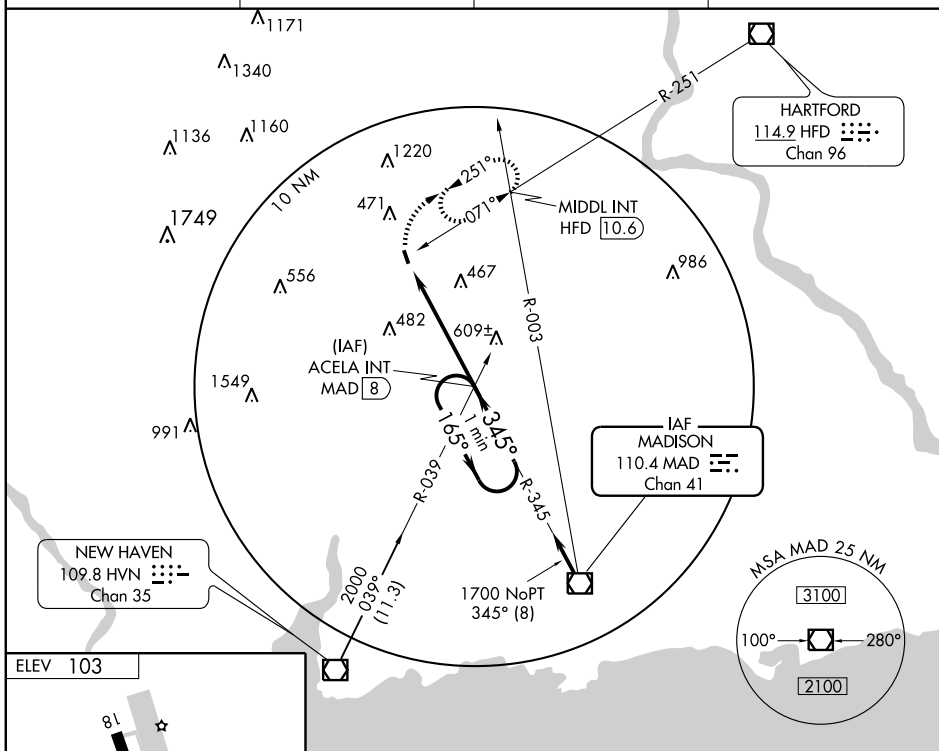 1171
1340
1136
1160
1220
10 NM
471
1749
556
482
467
609±
986
1549
991
R-251
HARTFORD
114.9 HFD
Chan 96
251°
071°
MIDDL INT
HFD 10.6
R-003
(IAF)
ACELA INT
MAD 8
345°
1 min
165°
R-039
R-345
IAF
MADISON
110.4 MAD
Chan 41
NEW HAVEN
109.8 HVN
Chan 35
2000
039°
(11.3)
1700 NoPT
345° (8)
MSA MAD 25 NM
3100
100°
280°
2100
ELEV 103
18